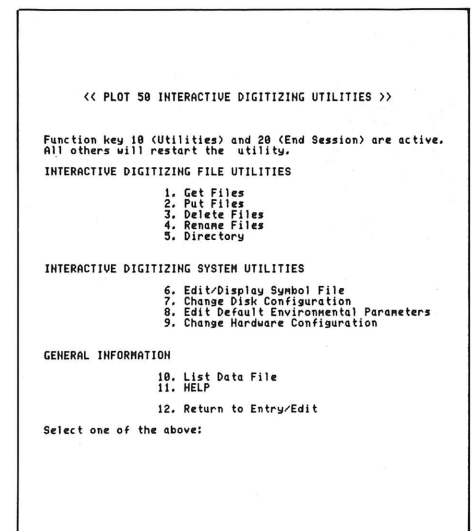 << PLOT 50 INTERACTIVE DIGITIZING UTILITIES >>
Function key 10 (Utilities) and 20 (End Session) are active.
All others will restart the utility.
INTERACTIVE DIGITIZING FILE UTILITIES
1. Get Files
2. Put Files
3. Delete Files
4. Rename Files
5. Directory
INTERACTIVE DIGITIZING SYSTEM UTILITIES
6. Edit/Display Symbol File
7. Change Disk Configuration
8. Edit Default Environmental Parameters
9. Change Hardware Configuration
GENERAL INFORMATION
10. List Data File
11. HELP
12. Return to Entry/Edit
Select one of the above: